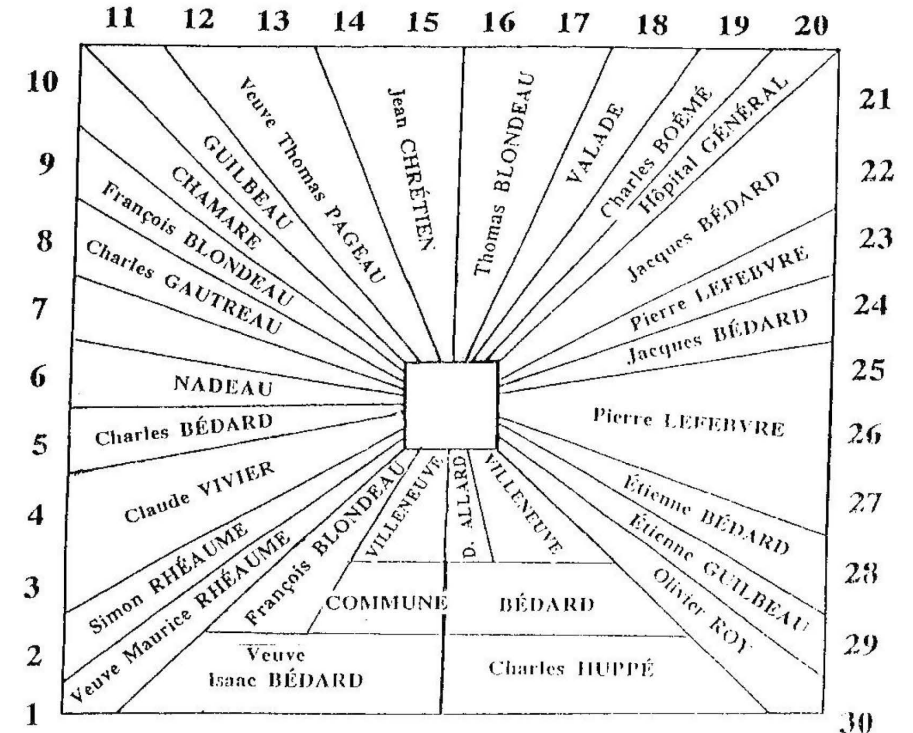 11 12 13 14 15 16 17 18 19 20
10
9
8
7
6
5
4
3
2
1
21
22
23
24
25
26
27
28
29
30
GUILBEAU
Veuve Thomas PAGEAU
Jean CHRÉTIEN
Thomas BLONDEAU
VALADE
Charles BOÉMÉ
Hôpital GÉNÉRAL
CHAMARE
François BLONDEAU
Charles GAUTREAU
NADEAU
Charles BÉDARD
Claude VIVIER
Simon RHÉAUME
Veuve Maurice RHÉAUME
François BLONDEAU
VILLENEUVE
D. ALLARD
VILLENEUVE
Jacques BÉDARD
Pierre LEFEBVRE
Jacques BÉDARD
Pierre LEFEBVRE
Étienne BÉDARD
Étienne GUILBEAU
Olivier ROY
COMMUNE
BÉDARD
Veuve
Isaac BÉDARD
Charles HUPPÉ